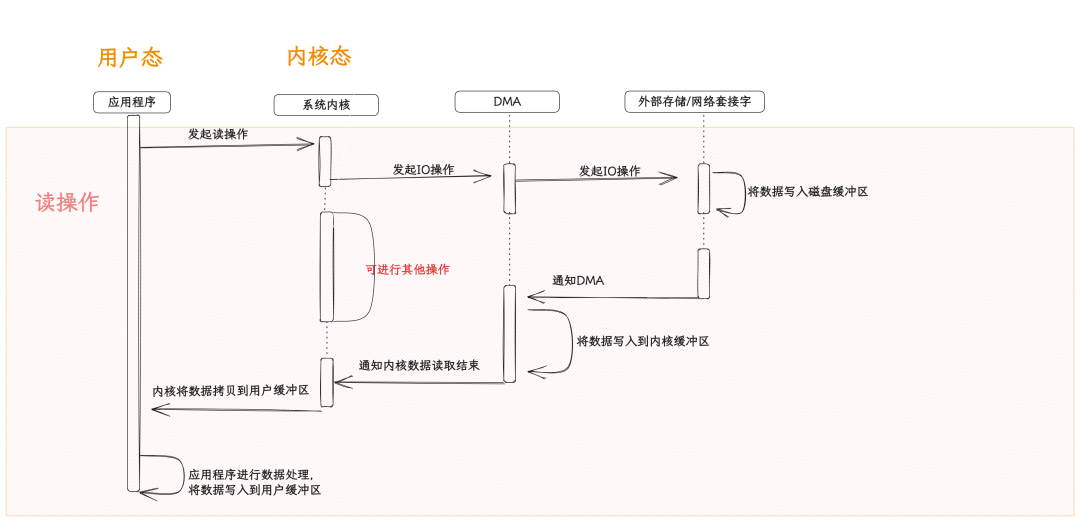 用户态
内核态
应用程序
系统内核
DMA
外部存储/网络套接字
发起读操作
发起IO操作
发起IO操作
读操作
将数据写入磁盘缓冲区
可进行其他操作
通知DMA
将数据写入到内核缓冲区
通知内核数据读取结束
内核将数据拷贝到用户缓冲区
应用程序进行数据处理，
将数据写入到用户缓冲区